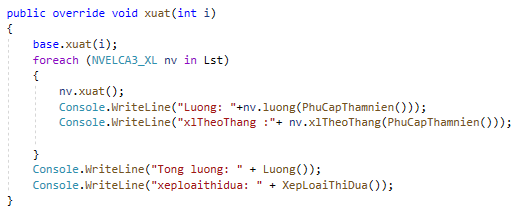 public override void xuat(int i)
{
base.xuat(i);
foreach (NVELCA3_XL nv in Lst)
{
nv.xuat();
Console.WriteLine("Luong: "+nv.luong(PhuCapThamnien()));
Console.WriteLine("xlTheoThang :"+ nv.xlTheoThang(PhuCapThamnien()));
}
Console.WriteLine("Tong luong: " + Luong());
Console.WriteLine("xeploaithidua: " + XepLoaiThiDua());
}